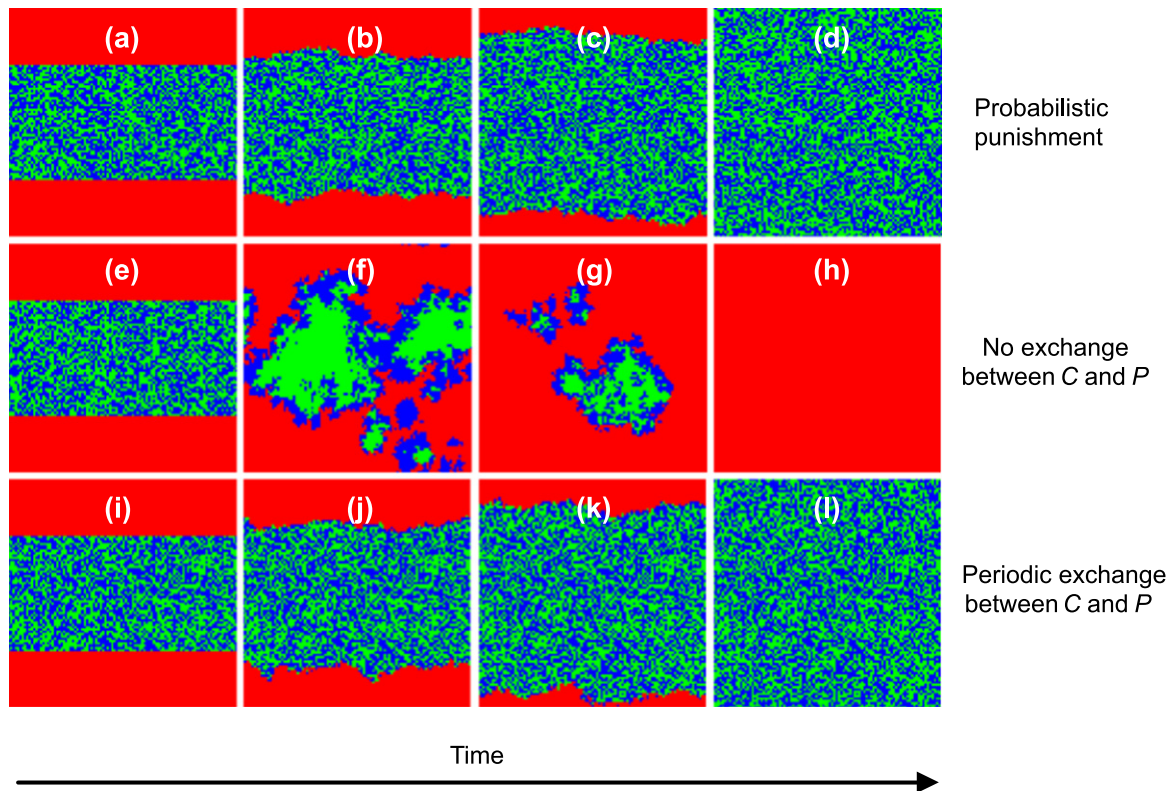 (a)
(b)
(c)
(d)
Probabilistic
punishment
(e)
(f)
(g)
(h)
No exchange
between C and P
(i)
(j)
(k)
(l)
Periodic exchange
between C and P
Time